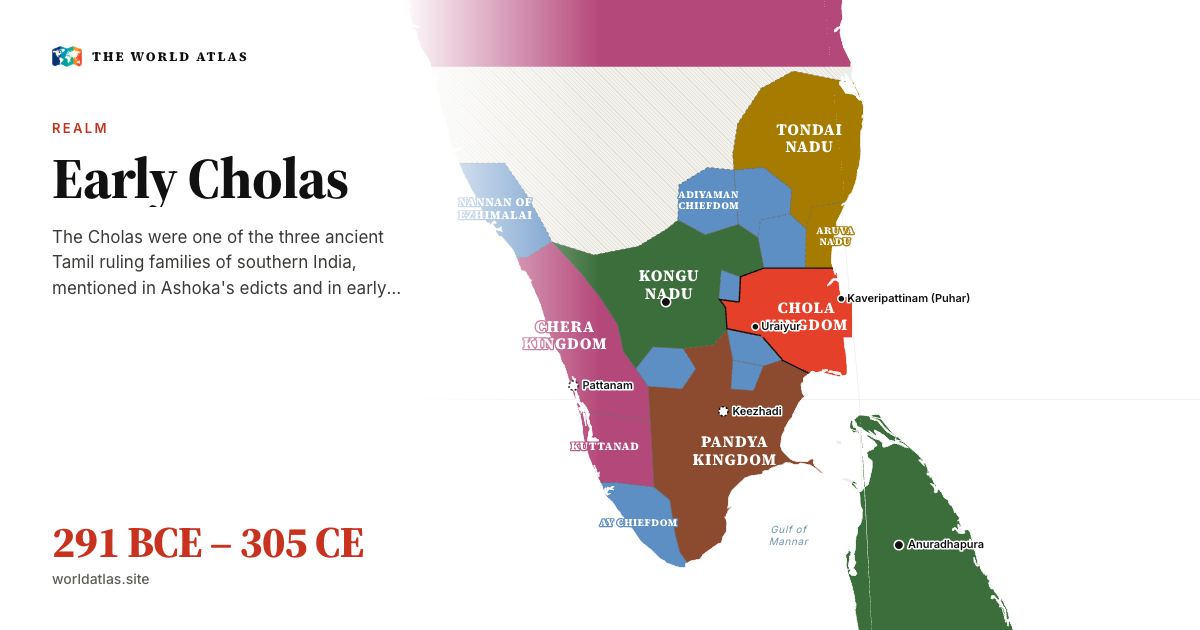 THE WORLD ATLAS
REALM
Early Cholas
The Cholas were one of the three ancient
Tamil ruling families of southern India,
mentioned in Ashoka's edicts and in early...
291 BCE – 305 CE
worldatlas.site
TONDAI
NADU
NANNAN OF
EZHIMALAI
ADIYAMAN
CHIEFDOM
ARUVA
NADU
KONGU
NADU
CHOLA
KINGDOM
Kaveripattinam (Puhar)
Uraiyur
CHERA
KINGDOM
Pattanam
Keezhadi
KUTTANAD
PANDYA
KINGDOM
AY CHIEFDOM
Gulf of
Mannar
Anuradhapura